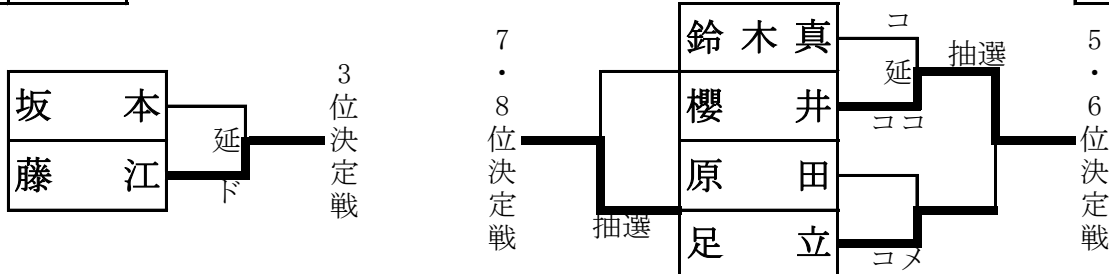 坂本
延
藤江
ド
3位決定戦
7・8位決定戦
抽選
鈴木真
コ
延
櫻井
ココ
原田
足立
コメ
抽選
5・6位決定戦